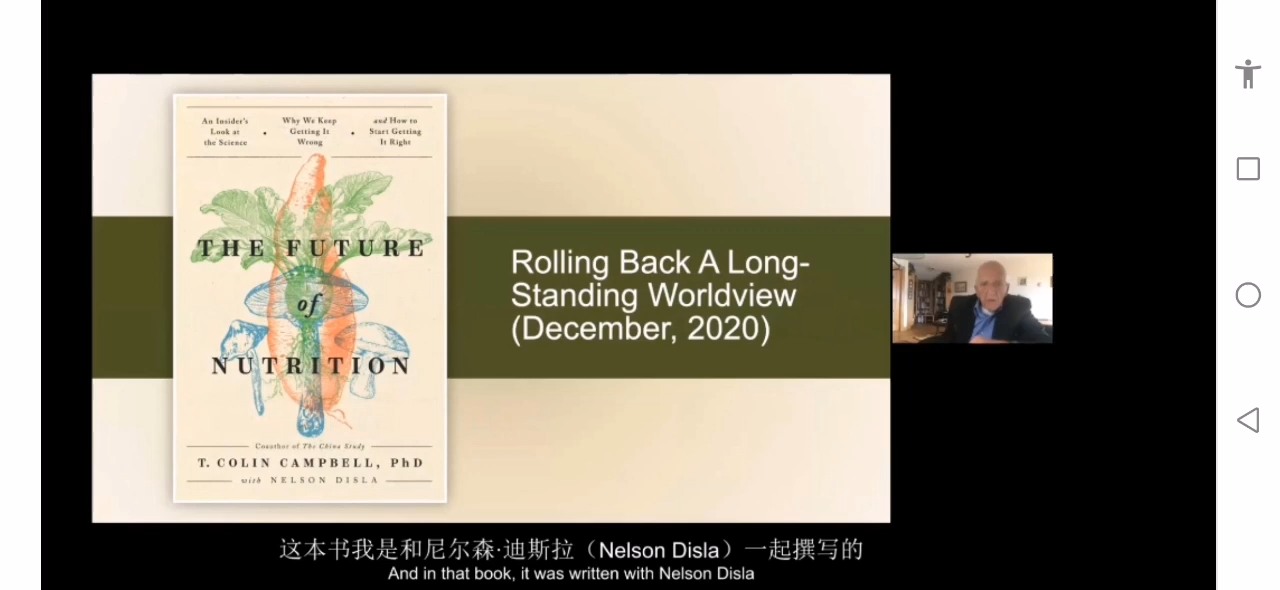 An Insider's
Look at
the Science
•
Why We Keep
Getting It
Wrong
•
and How to
Start Getting
It Right
THE FUTURE
of
NUTRITION
Coauthor of The China Study
T. COLIN CAMPBELL, PhD
with NELSON DISLA
Rolling Back A Long-
Standing Worldview
(December, 2020)
这本书我是和尼尔森·迪斯拉（Nelson Disla）一起撰写的
And in that book, it was written with Nelson Disla